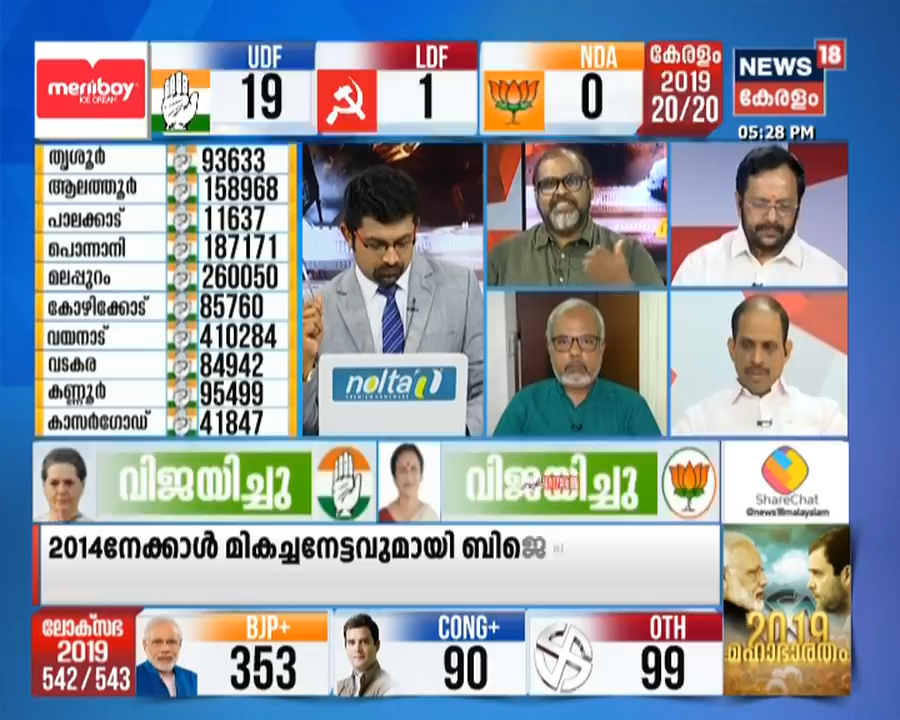 merriboy
ICE CREAM
UDF
19
LDF
1
NDA
0
കേരളം
2019
20/20
NEWS 18
കേരളം
05:28 PM
തൃശൂർ 93633
ആലത്തൂർ 158968
പാലക്കാട് 11637
പൊന്നാനി 187171
മലപ്പുറം 260050
കോഴിക്കോട് 85760
വയനാട് 410284
വടകര 84942
കണ്ണൂർ 95499
കാസർഗോഡ് 41847
nolta
വിജയിച്ചു
വിജയിച്ചു
ShareChat
@news18malayalam
2014നേക്കാൾ മികച്ചനേട്ടവുമായി ബിജെ
ലോക്സഭ
2019
542/543
BJP+
353
CONG+
90
OTH
99
2019
മഹാഭാരതം